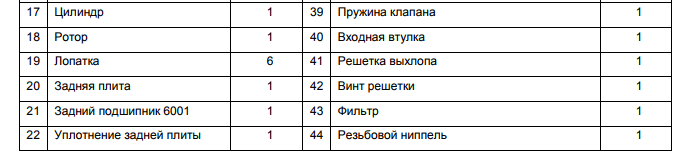 17 Цилиндр 1 39 Пружина клапана 1
18 Ротор 1 40 Входная втулка 1
19 Лопатка 6 41 Решетка выхлопа 1
20 Задняя плита 1 42 Винт решетки 1
21 Задний подшипник 6001 1 43 Фильтр 1
22 Уплотнение задней плиты 1 44 Резьбовой ниппель 1